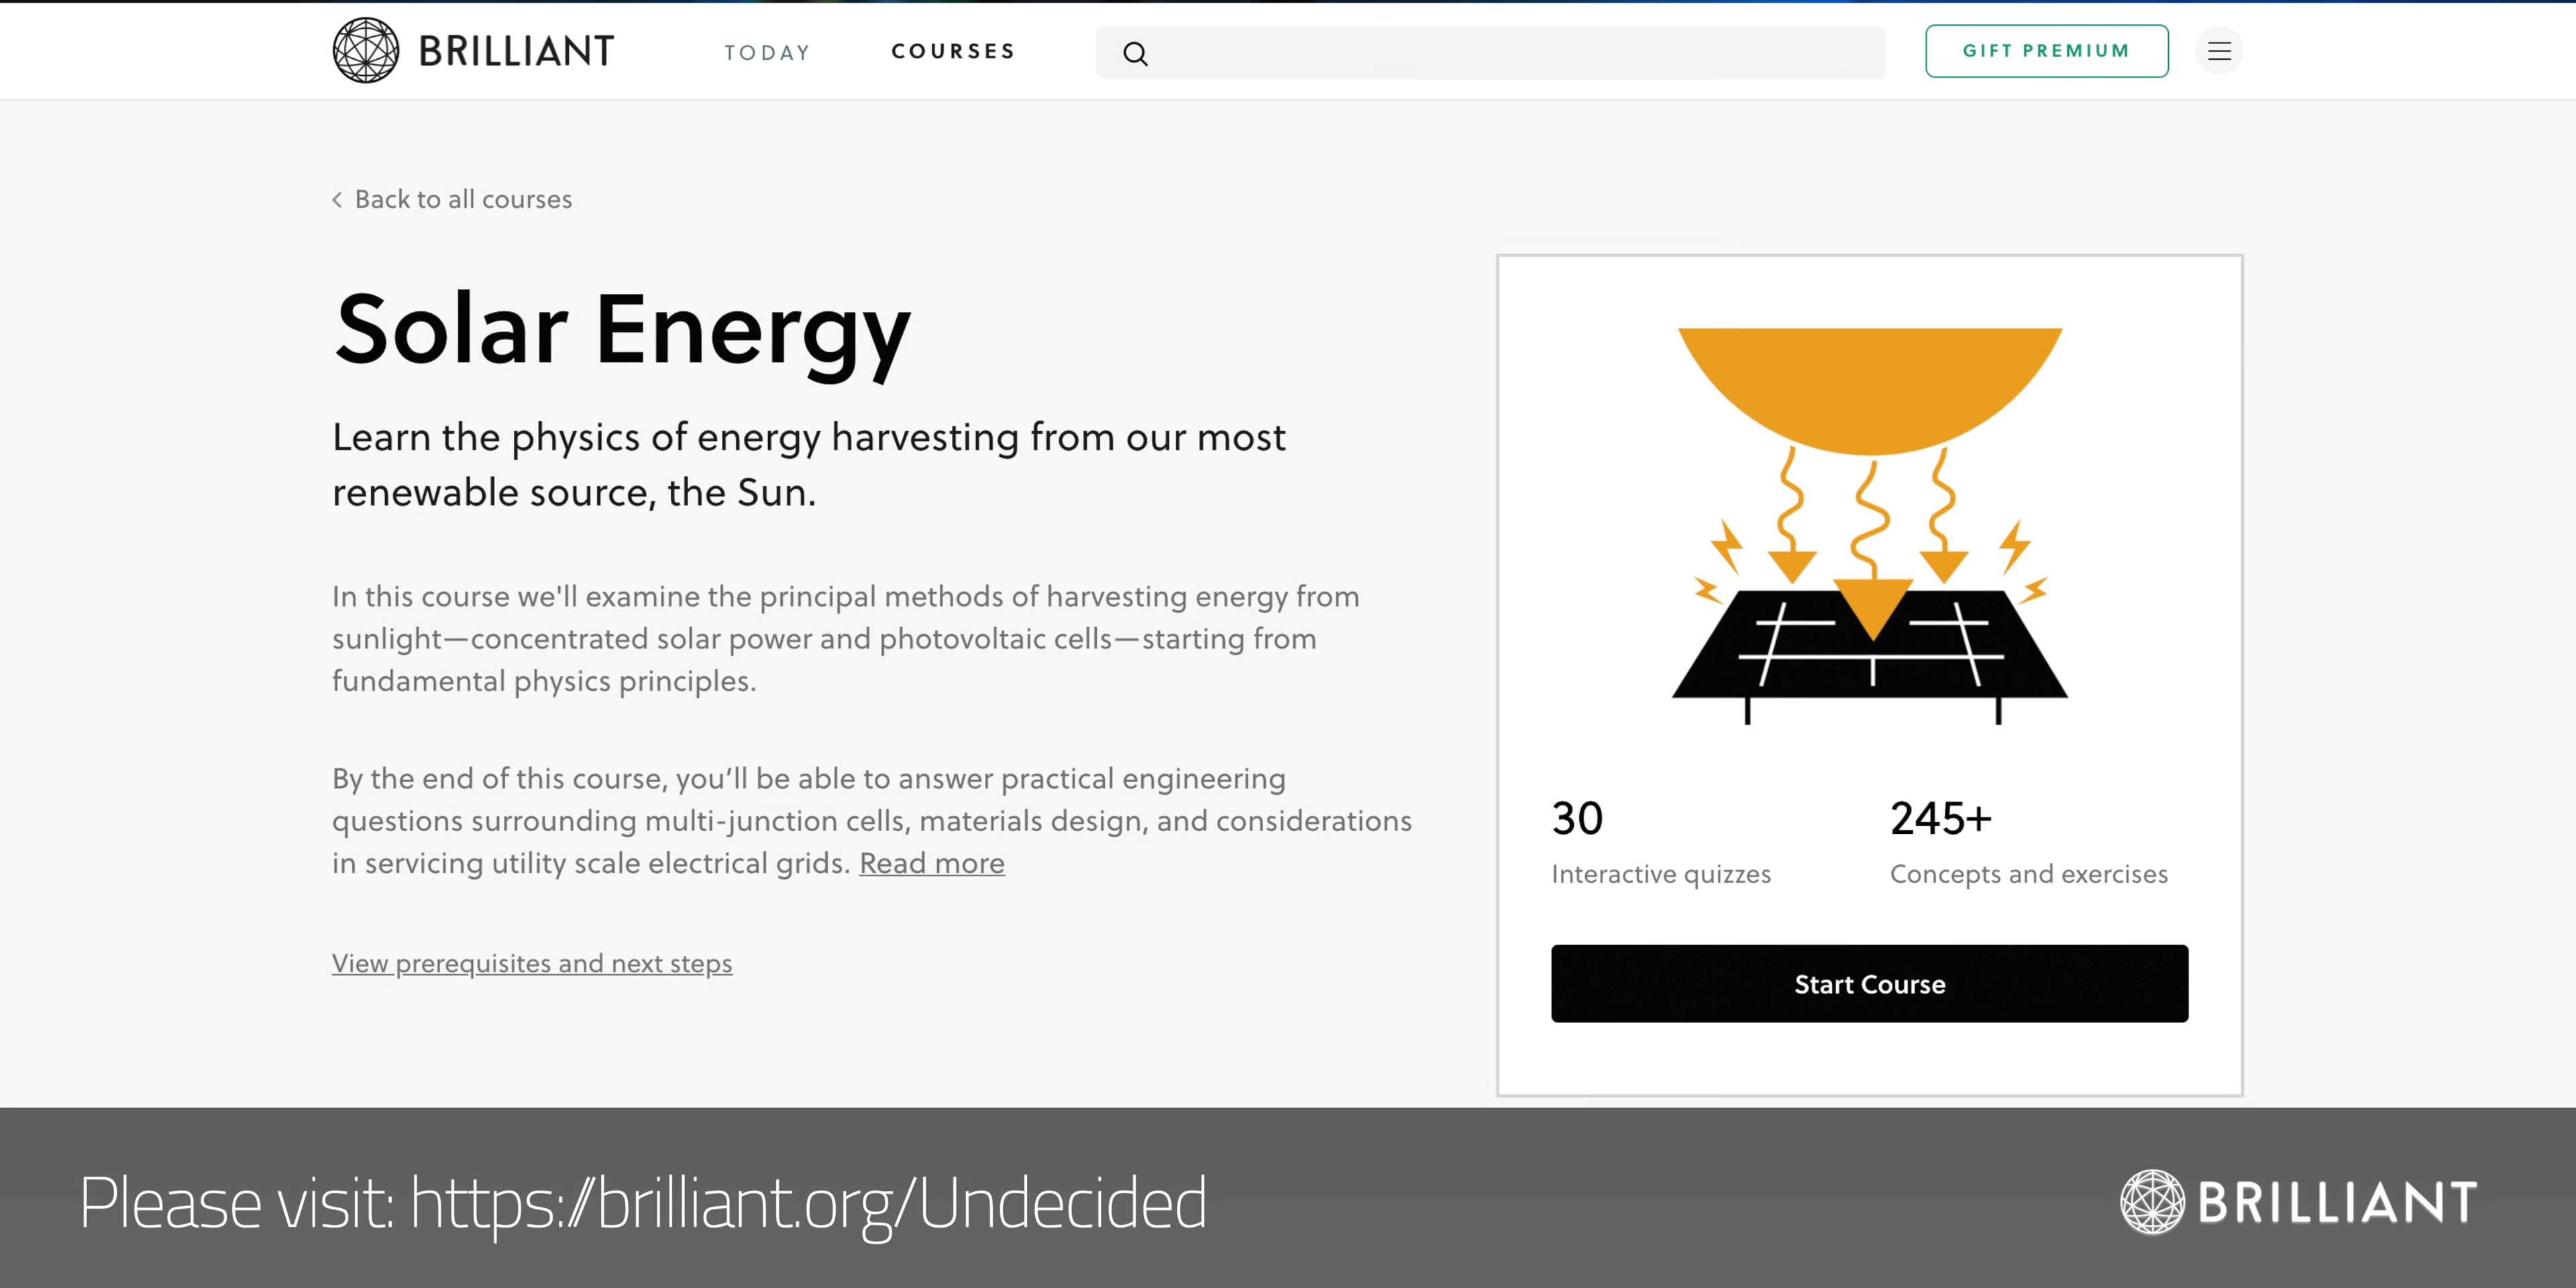 BRILLIANT
TODAY
COURSES
GIFT PREMIUM
Back to all courses
Solar Energy
Learn the physics of energy harvesting from our most
renewable source, the Sun.
In this course we'll examine the principal methods of harvesting energy from
sunlight—concentrated solar power and photovoltaic cells—starting from
fundamental physics principles.
By the end of this course, you’ll be able to answer practical engineering
questions surrounding multi-junction cells, materials design, and considerations
in servicing utility scale electrical grids. Read more
View prerequisites and next steps
30
Interactive quizzes
245+
Concepts and exercises
Start Course
Please visit: https://brilliant.org/Undecided
BRILLIANT